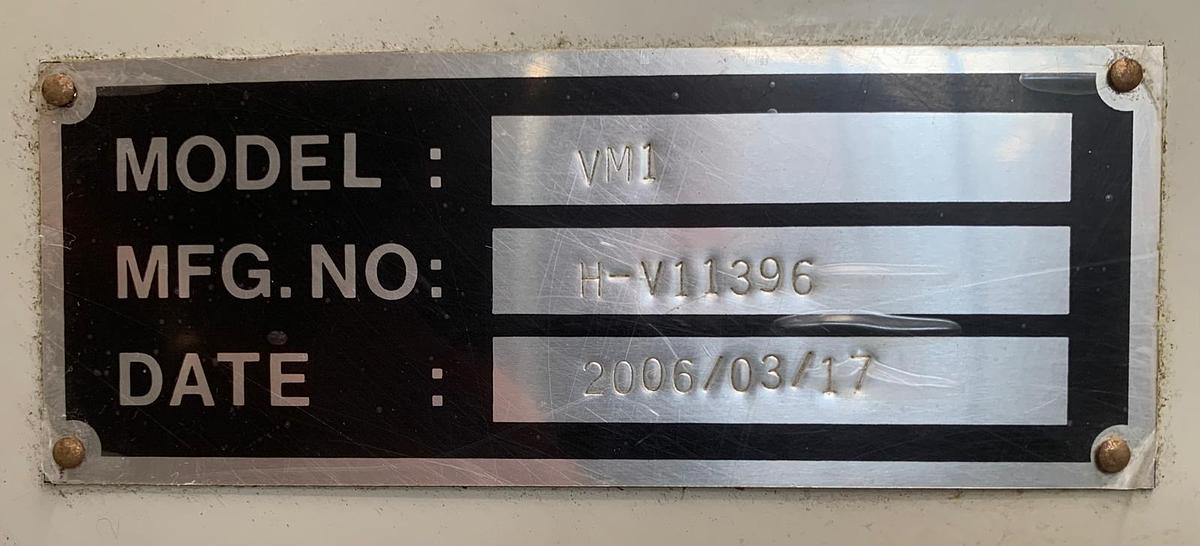 MODEL : VM1
MFG. NO: H-V11396
DATE : 2006/03/17